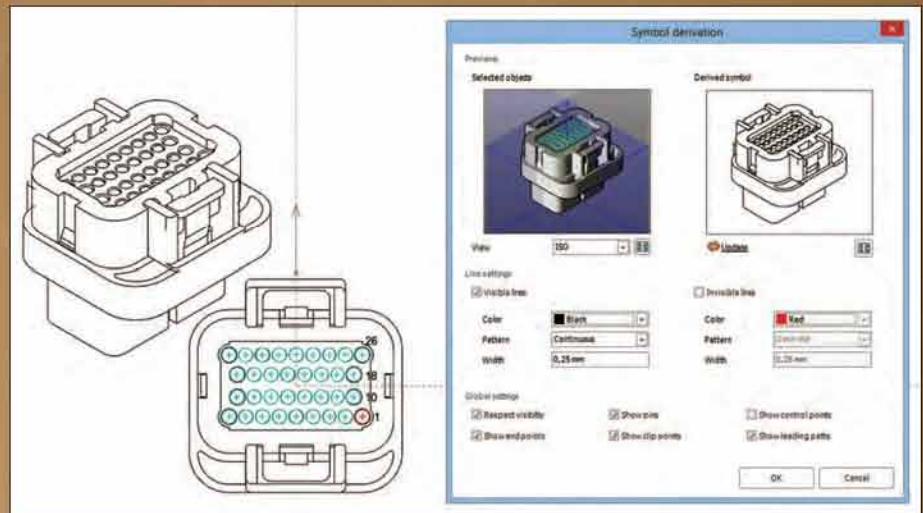 Symbol derivation
Previews
Selected objects
Derived symbol
View
ISO
Update
Line settings
Visible lines
Invisible lines
Color
Black
Color
Red
Pattern
Continuous
Pattern
Width
0,25 mm
Width
0,25 mm
Global settings
Respect visibility
Show pins
Show control points
Show end points
Show clip points
Show leading paths
OK
Cancel
26
18
10
1